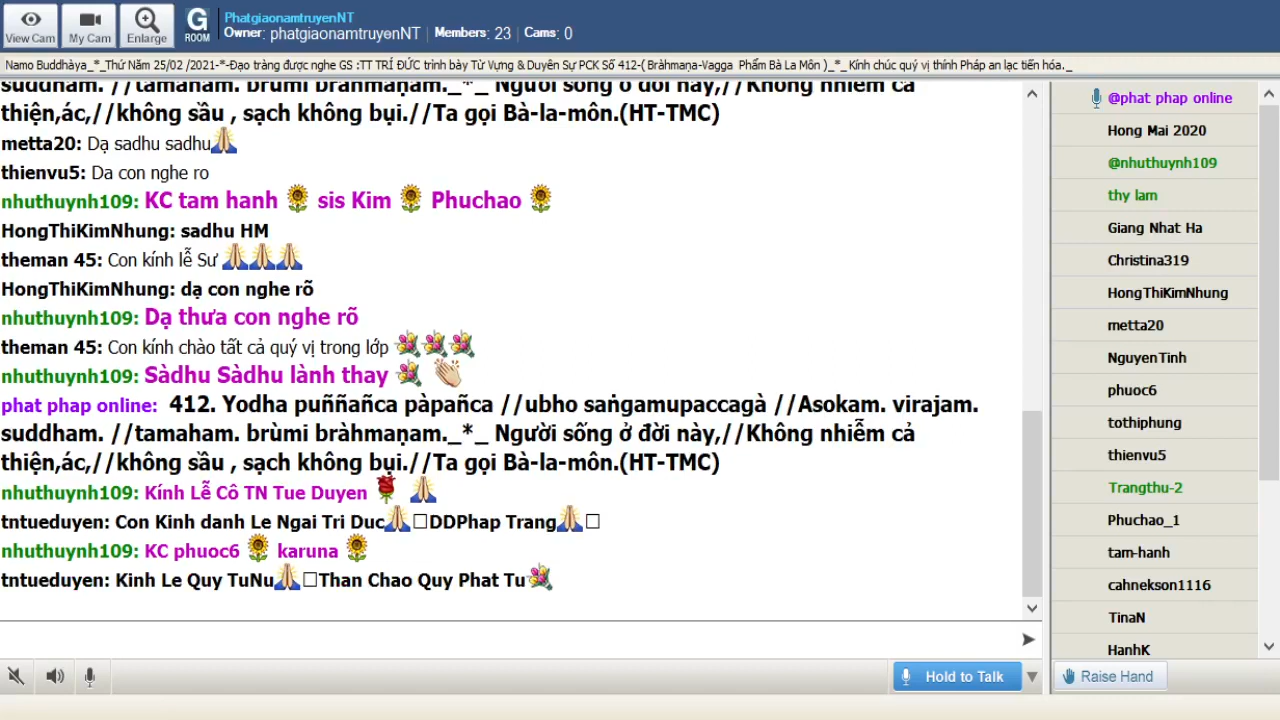 View Cam
My Cam
Enlarge
G
ROOM
PhatgiaonamtruyenNT
Owner: phatgiaonamtruyenNT | Members: 23 | Cams: 0
Namo Buddhàya_*_Thứ Năm 25/02 /2021-*-Đạo tràng được nghe GS :TT TRÍ ĐỨC trình bày Từ Vựng & Duyên Sự PCK Số 412-( Bràhmaṇa-Vagga Phẩm Bà La Môn )_*_ Kính chúc quý vị thính Pháp an lạc tiến hóa._
suddham. //tamaham. brùmi bràhmaṇam._*_ Người sống ở đời này,//Không nhiễm cả
thiện,ác,//không sầu , sạch không bụi.//Ta gọi Bà-la-môn.(HT-TMC)
metta20: Dạ sadhu sadhu🙏
thienvu5: Da con nghe ro
nhuthuynh109: KC tam hanh 🌻 sis Kim 🌻 Phuchao 🌻
HongThiKimNhung: sadhu HM
theman 45: Con kính lễ Sư 🙏🙏🙏
HongThiKimNhung: dạ con nghe rõ
nhuthuynh109: Dạ thưa con nghe rõ
theman 45: Con kính chào tất cả quý vị trong lớp 💐💐💐
nhuthuynh109: Sàdhu Sàdhu lành thay 💐 👏
phat phap online: 412. Yodha puññañca pàpañca //ubho saṅgamupaccagà //Asokam. virajam.
suddham. //tamaham. brùmi bràhmaṇam._*_ Người sống ở đời này,//Không nhiễm cả
thiện,ác,//không sầu , sạch không bụi.//Ta gọi Bà-la-môn.(HT-TMC)
nhuthuynh109: Kính Lễ Cô TN Tue Duyen 🌹 🙏
tntueduyen: Con Kinh danh Le Ngai Tri Duc🙏□DDPhap Trang🙏□
nhuthuynh109: KC phuoc6 🌻 karuna 🌻
tntueduyen: Kinh Le Quy TuNu🙏□Than Chao Quy Phat Tu💐
Hold to Talk
@phat phap online
Hong Mai 2020
@nhuthuynh109
thy lam
Giang Nhat Ha
Christina319
HongThiKimNhung
metta20
NguyenTinh
phuoc6
tothiphung
thienvu5
Trangthu-2
Phuchao_1
tam-hanh
cahnekson1116
TinaN
HanhK
Raise Hand